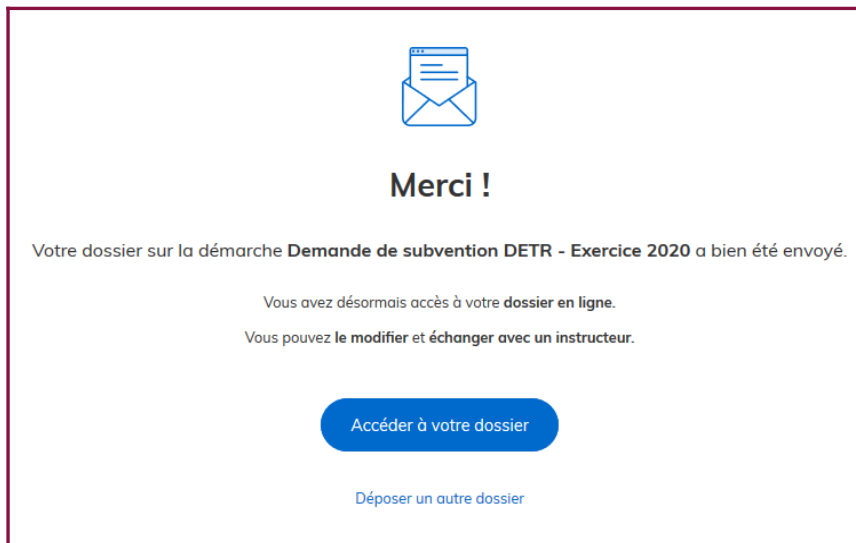 Merci !
Votre dossier sur la démarche Demande de subvention DETR - Exercice 2020 a bien été envoyé.
Vous avez désormais accès à votre dossier en ligne.
Vous pouvez le modifier et échanger avec un instructeur.
Accéder à votre dossier
Déposer un autre dossier